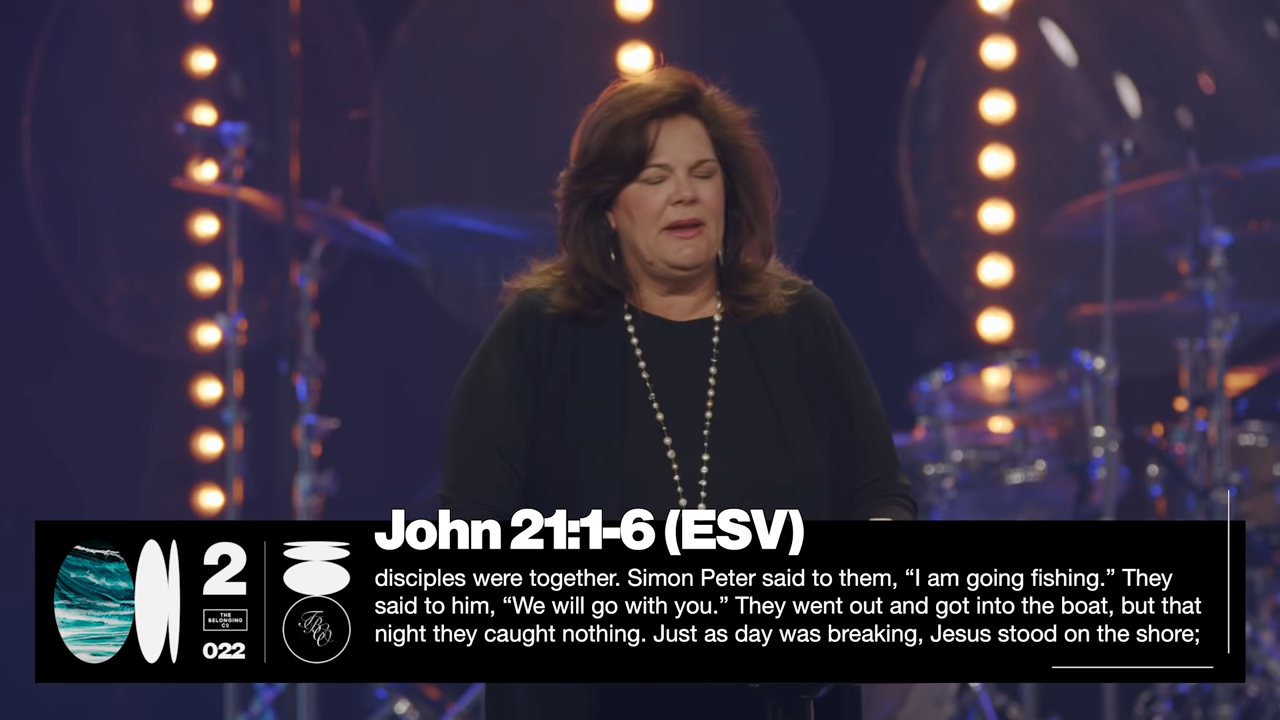 John 21:1-6 (ESV)
disciples were together. Simon Peter said to them, “I am going fishing.” They
said to him, “We will go with you.” They went out and got into the boat, but that
night they caught nothing. Just as day was breaking, Jesus stood on the shore;
2
THE
BELONGING
CO
022
TBCO